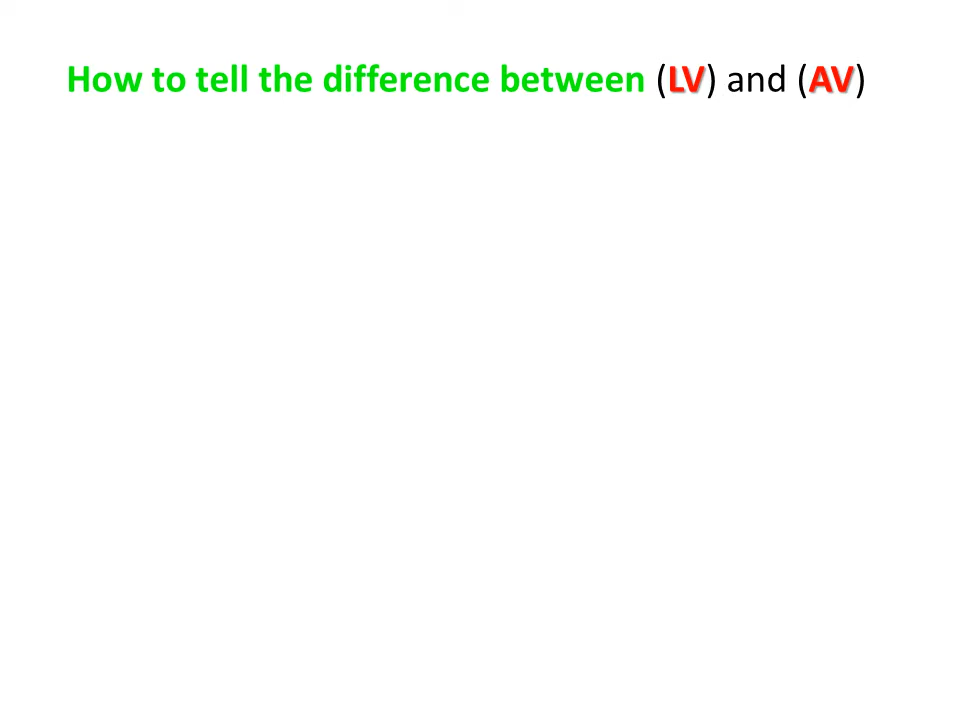 How to tell the difference between (LV) and (AV)